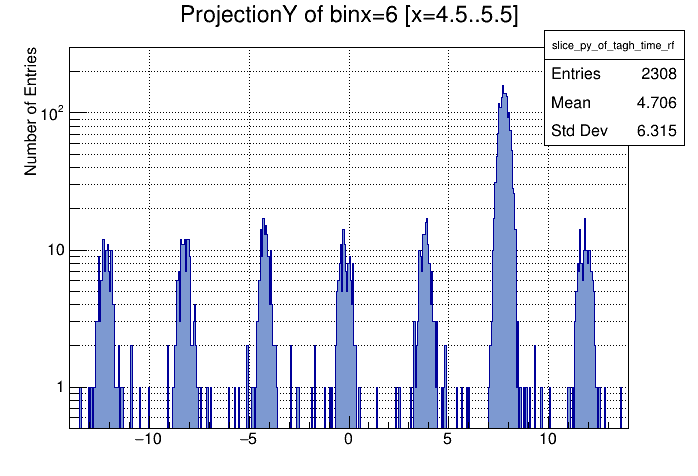 ProjectionY of binx=6 [x=4.5..5.5]
slice_py_of_tagh_time_rf
Entries 2308
Mean 4.706
Std Dev 6.315
Number of Entries
10²
10
1
−10 −5 0 5 10